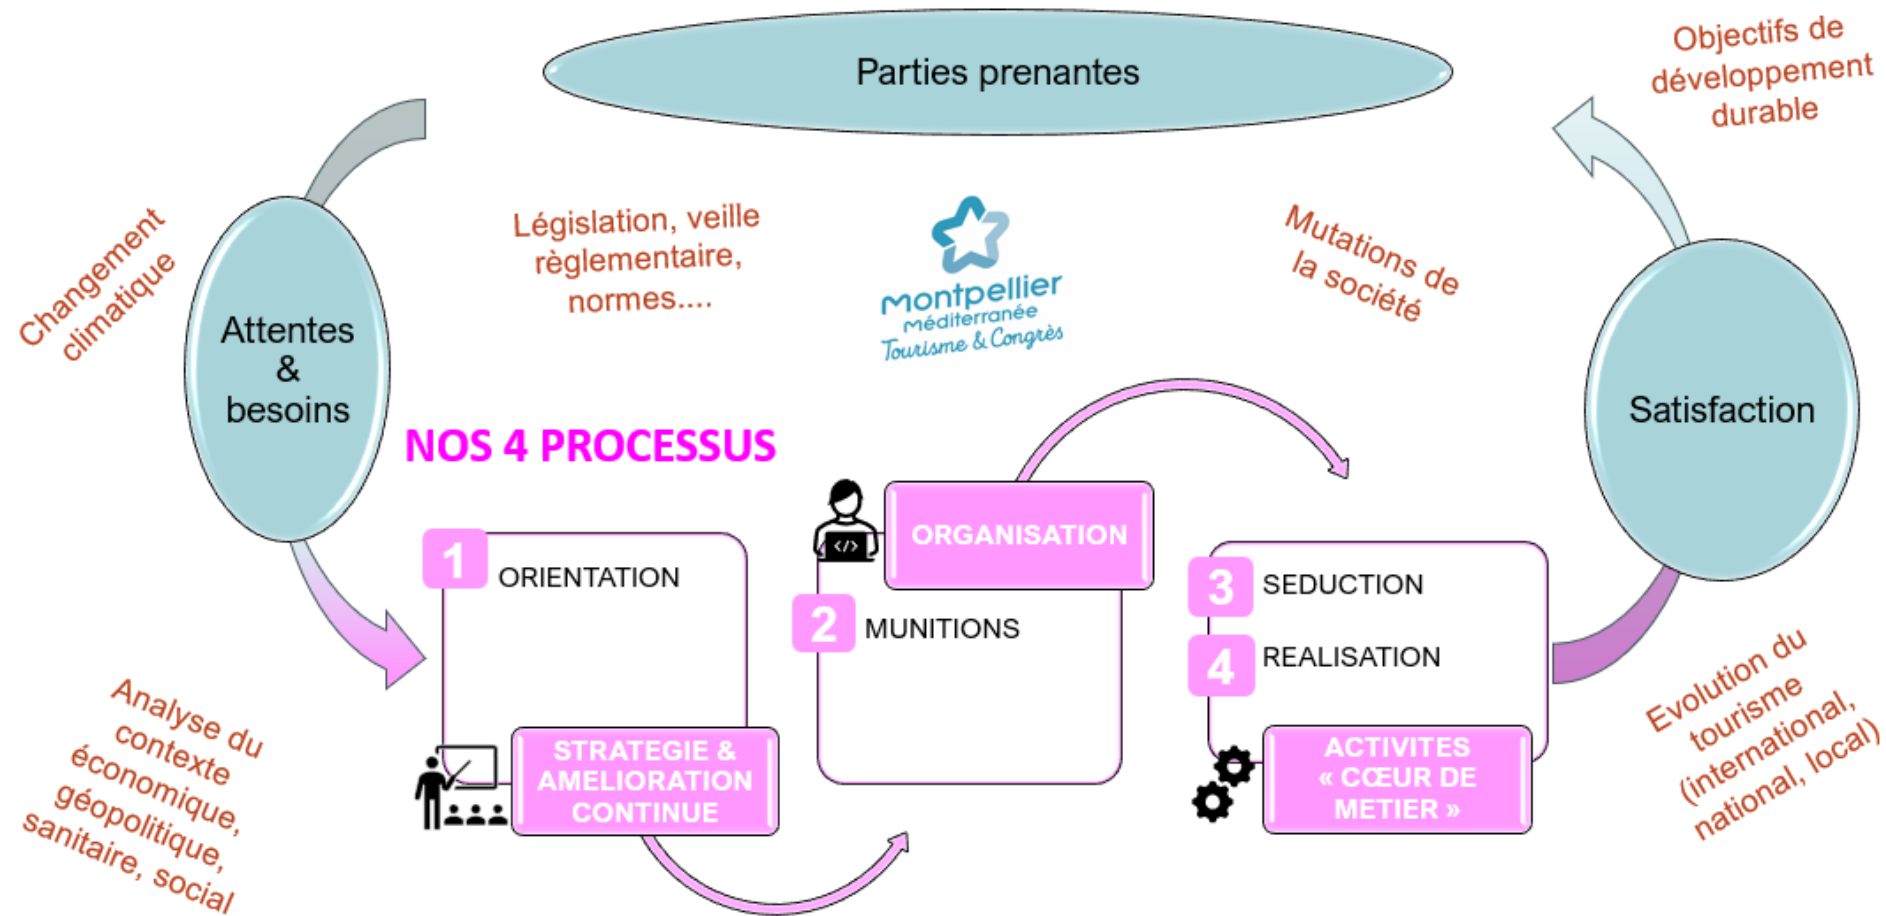 Parties prenantes
Objectifs de
développement
durable
Changement
climatique
Législation, veille
règlementaire,
normes....
montpellier
méditerranée
Tourisme & Congrès
Mutations de
la société
Attentes
&
besoins
Satisfaction
NOS 4 PROCESSUS
1
ORIENTATION
STRATEGIE &
AMELIORATION
CONTINUE
</>
ORGANISATION
2
MUNITIONS
3
SEDUCTION
4
REALISATION
ACTIVITES
« CŒUR DE
METIER »
Analyse du
contexte
économique,
géopolitique,
sanitaire, social
Evolution du
tourisme
(international,
national, local)